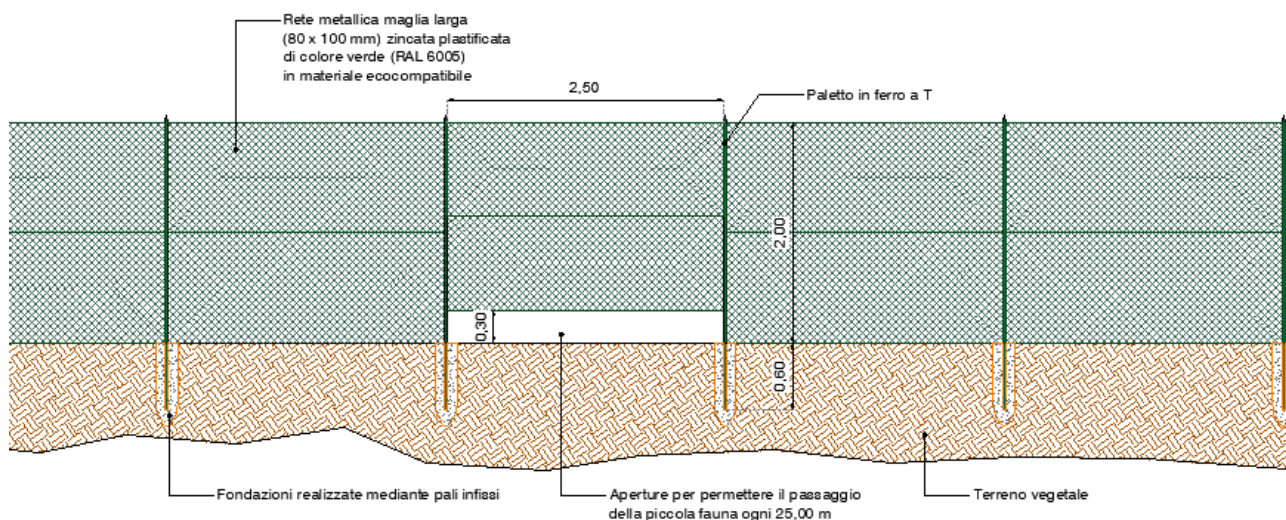 Rete metallica maglia larga
(80 x 100 mm) zincata plastificata
di colore verde (RAL 6005)
in materiale ecocompatibile
2,50
Paletto in ferro a T
2,00
0,30
0,60
Fondazioni realizzate mediante pali infissi
Aperture per permettere il passaggio
della piccola fauna ogni 25,00 m
Terreno vegetale